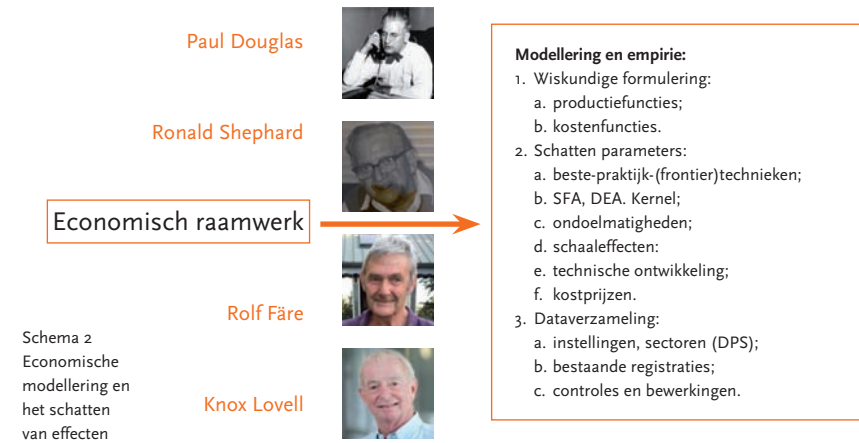 Paul Douglas
Ronald Shephard
Economisch raamwerk
Rolf Färe
Knox Lovell
Schema 2
Economische
modellering en
het schatten
van effecten
Modellering en empirie:
1. Wiskundige formulering:
a. productiefuncties;
b. kostenfuncties.
2. Schatten parameters:
a. beste-praktijk-(frontier)technieken;
b. SFA, DEA. Kernel;
c. ondoelmatigheden;
d. schaaleffecten:
e. technische ontwikkeling;
f. kostprijzen.
3. Dataverzameling:
a. instellingen, sectoren (DPS);
b. bestaande registraties;
c. controles en bewerkingen.